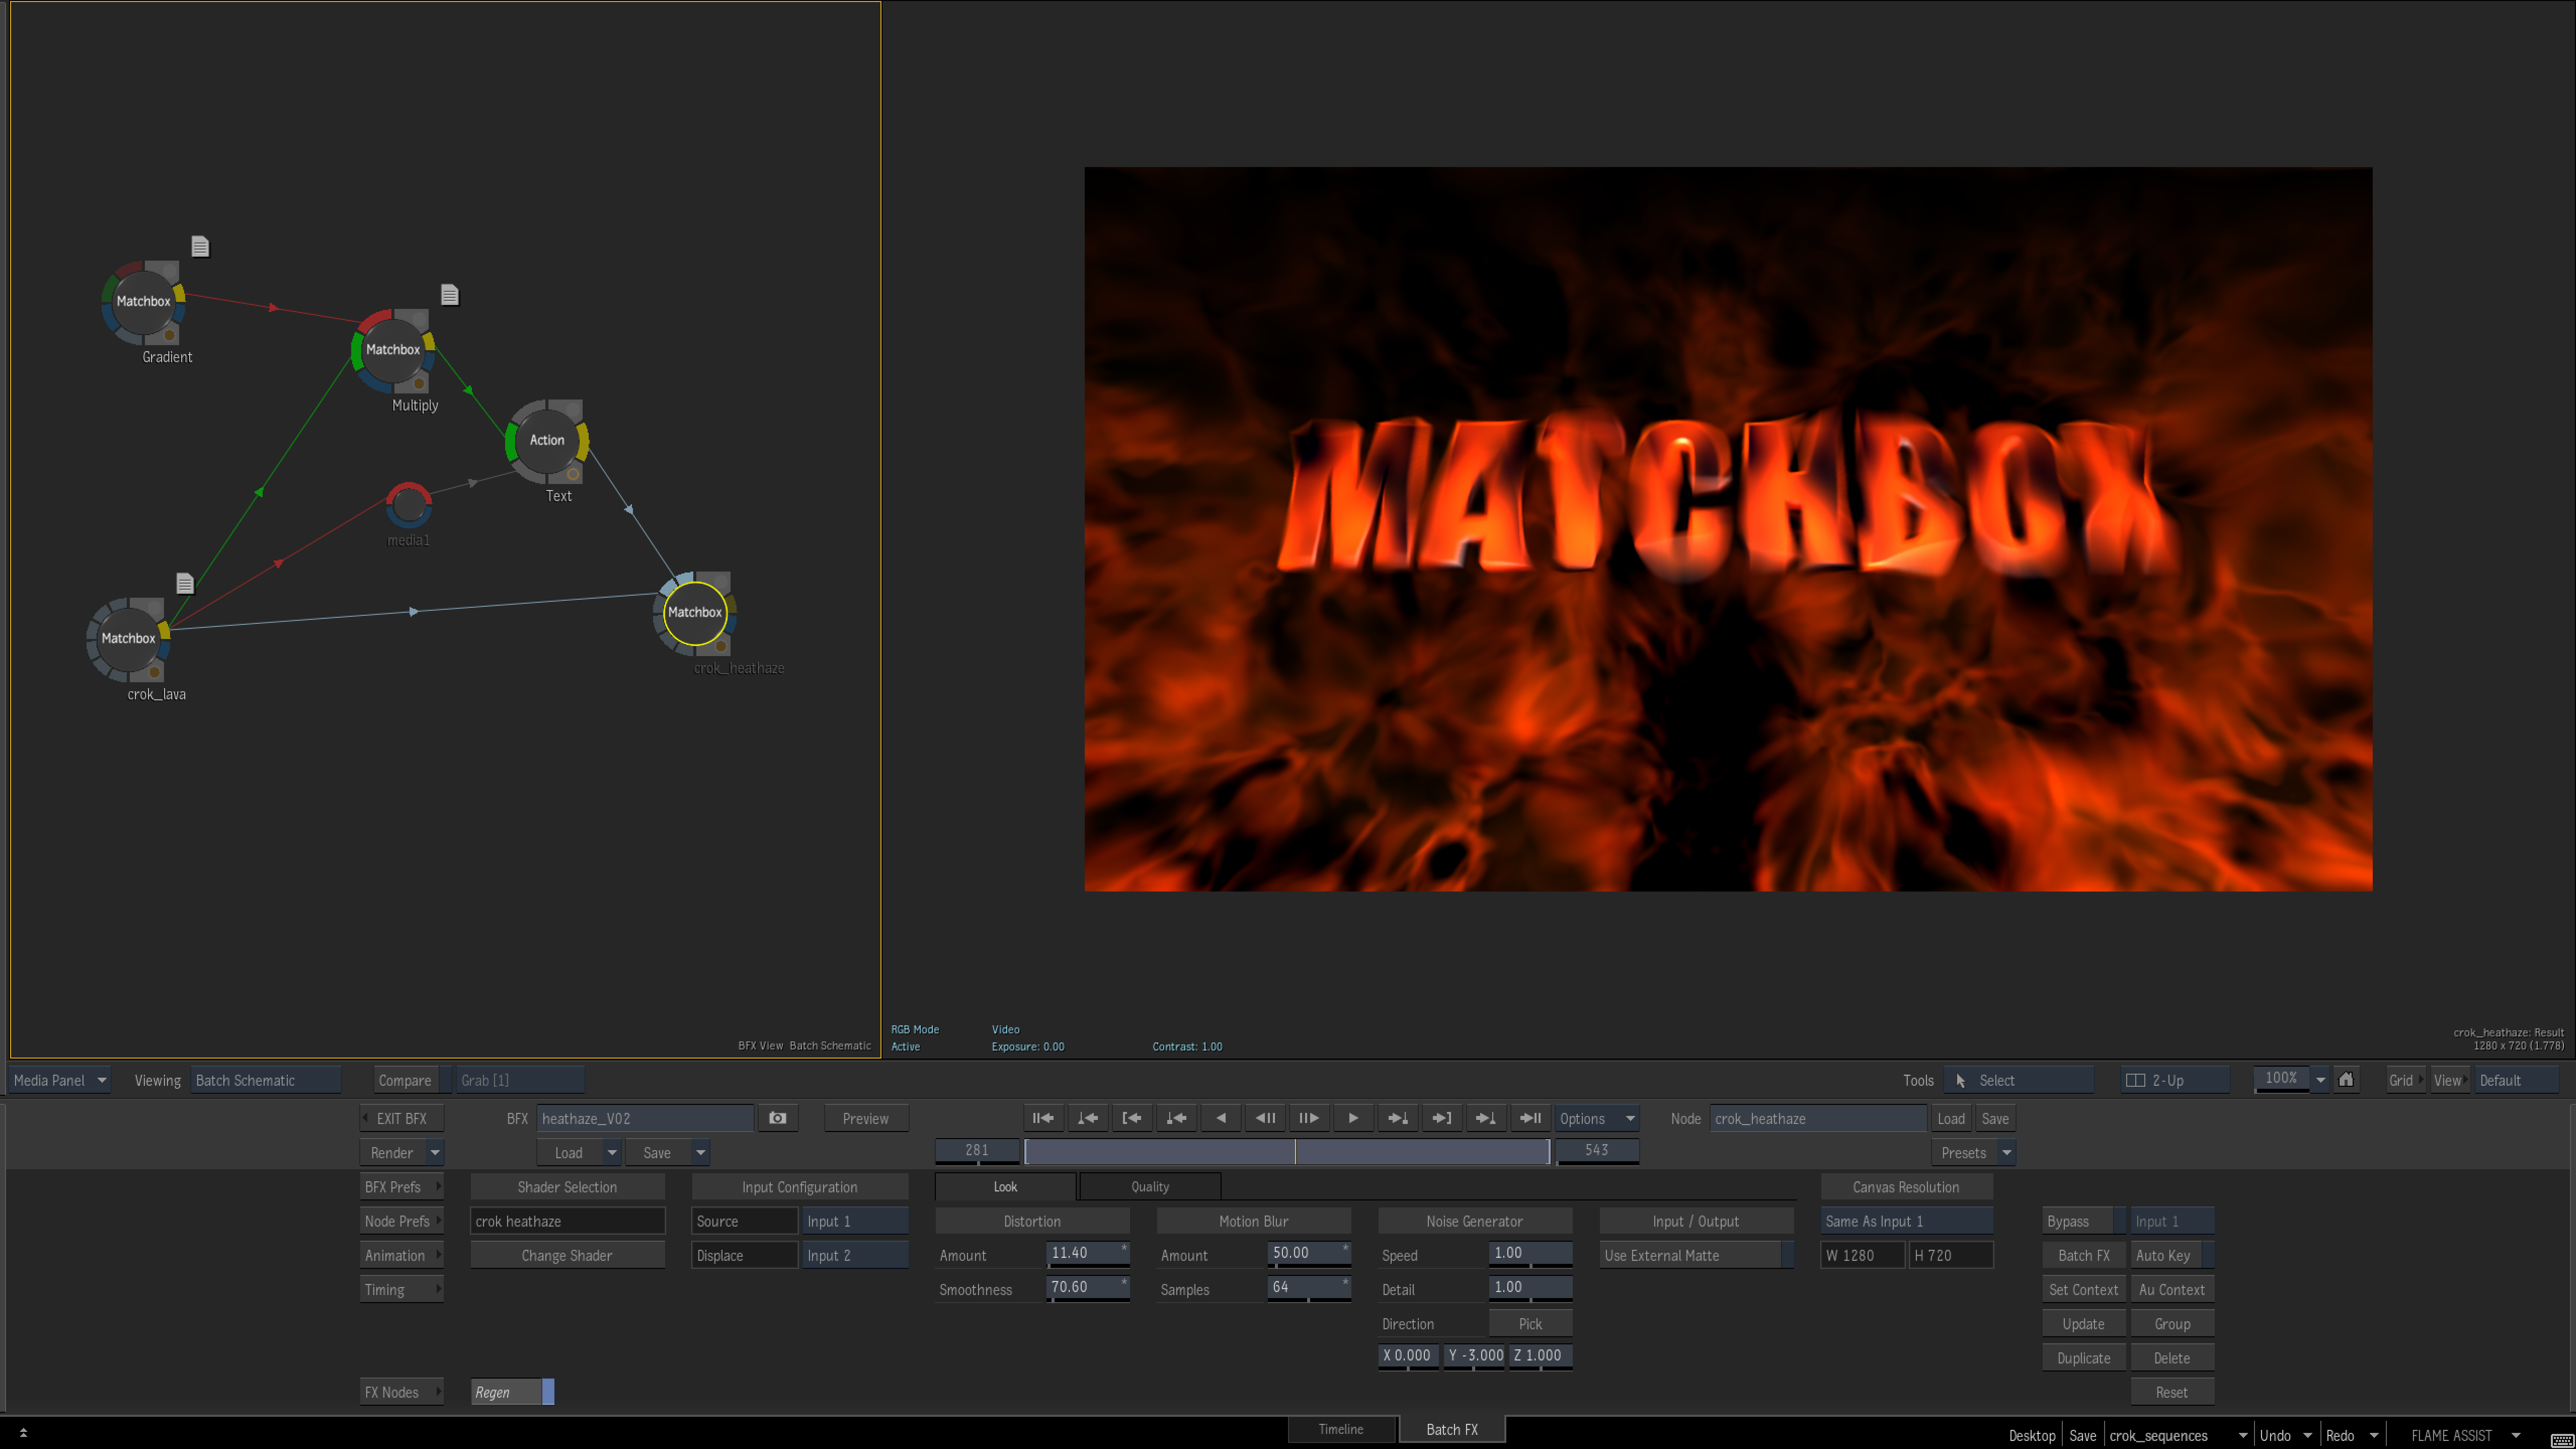 Matchbox
Gradient
Matchbox
Multiply
Action
Text
media1
Matchbox
crok_heathaze
Matchbox
crok_lava
MATCHBOX
BFX View Batch Schematic
RGB Mode Video
Active Exposure: 0.00 Contrast: 1.00
crok_heathaze: Result
1280 x 720 (1.778)
Media Panel Viewing Batch Schematic Compare Grab [1] Tools Select 2-Up 100% Grid View Default
EXIT BFX BFX heathaze_V02 Preview Options Node crok_heathaze Load Save
Render Load Save 281 543 Presets
BFX Prefs Shader Selection Input Configuration Look Quality Canvas Resolution
Node Prefs crok heathaze Source Input 1 Distortion Motion Blur Noise Generator Input / Output Same As Input 1 Bypass Input 1
Animation Change Shader Displace Input 2 Amount 11.40 * Amount 50.00 * Speed 1.00 Use External Matte W 1280 H 720 Batch FX Auto Key
Timing Smoothness 70.60 * Samples 64 * Detail 1.00 Set Context Au Context
Direction Pick Update Group
X 0.000 Y -3.000 Z 1.000 Duplicate Delete
FX Nodes Regen Reset
Timeline Batch FX Desktop Save crok_sequences Undo Redo FLAME ASSIST